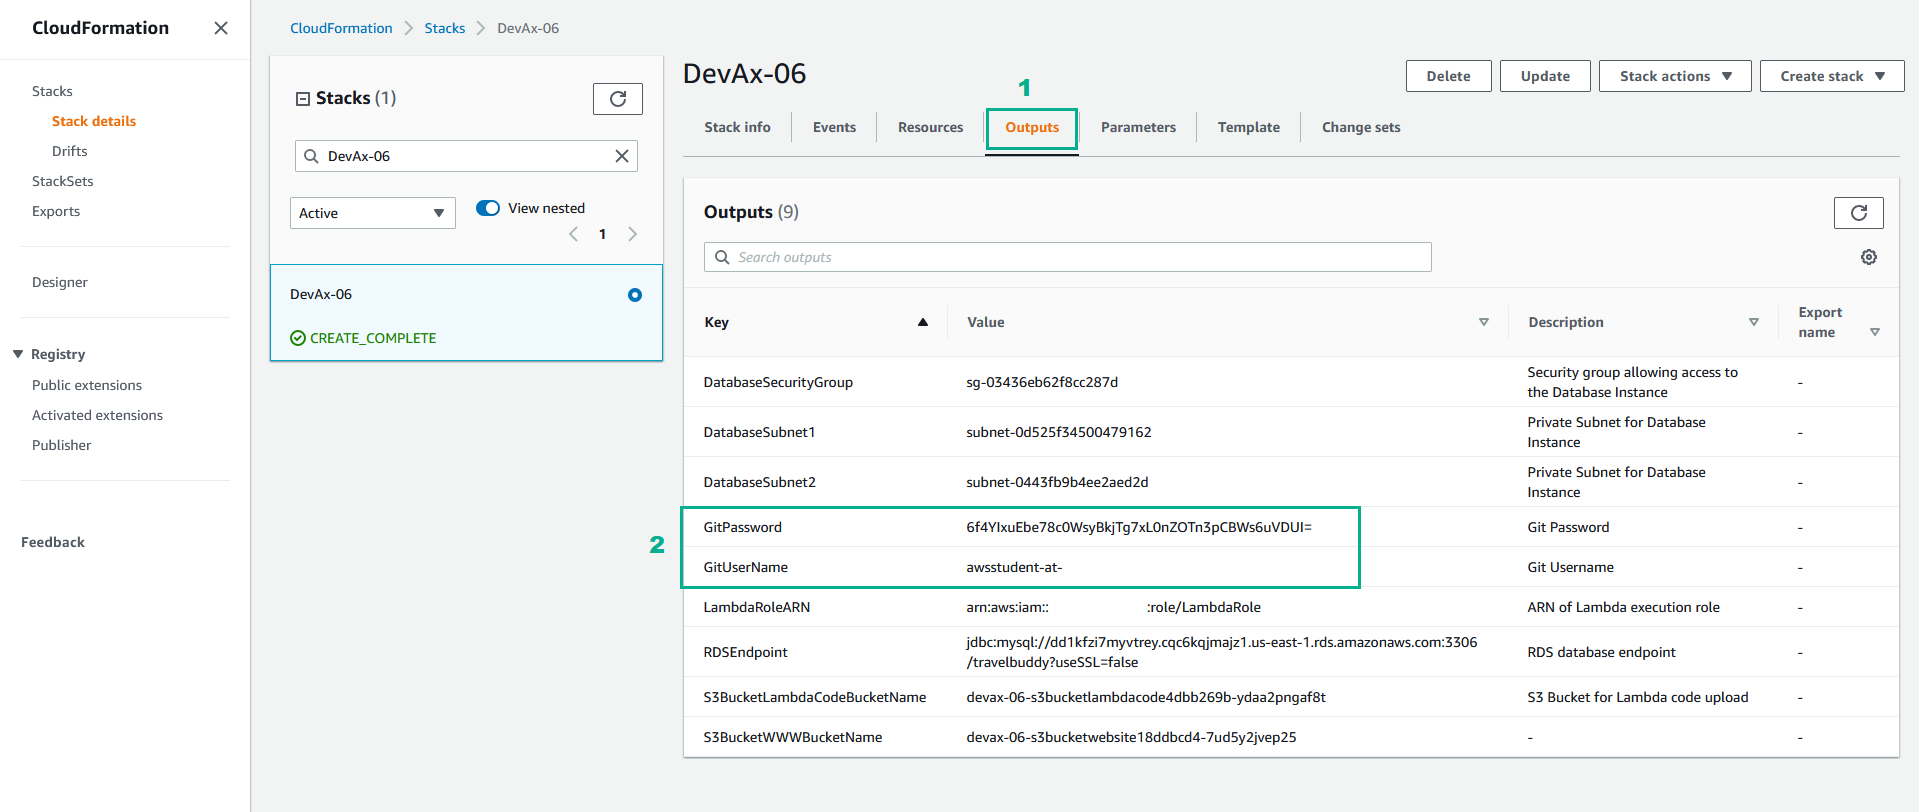 CloudFormation
Stacks
Stack details
Drifts
StackSets
Exports
Designer
Registry
Public extensions
Activated extensions
Publisher
Feedback
CloudFormation
Stacks
DevAx-06
Stacks (1)
DevAx-06
Active
View nested
1
DevAx-06
CREATE_COMPLETE
DevAx-06
Delete
Update
Stack actions
Create stack
1
Stack info
Events
Resources
Outputs
Parameters
Template
Change sets
Outputs (9)
Search outputs
Key
Value
Description
Export
name
DatabaseSecurityGroup
sg-03436eb62f8cc287d
Security group allowing access to
the Database Instance
-
DatabaseSubnet1
subnet-0d525f34500479162
Private Subnet for Database
Instance
-
DatabaseSubnet2
subnet-0443fb9b4ee2aed2d
Private Subnet for Database
Instance
-
2
GitPassword
6f4YIxuEbe78c0WsyBkjTg7xL0nZOTn3pCBWs6uVDUI=
Git Password
-
GitUserName
awsstudent-at-
Git Username
-
LambdaRoleARN
arn:aws:iam:: :role/LambdaRole
ARN of Lambda execution role
-
RDSEndpoint
jdbc:mysql://dd1kfzi7myvtrey.cqc6kqjmajz1.us-east-1.rds.amazonaws.com:3306
/travelbuddy?useSSL=false
RDS database endpoint
-
S3BucketLambdaCodeBucketName
devax-06-s3bucketlambdacode4dbb269b-ydaa2pngaf8t
S3 Bucket for Lambda code upload
-
S3BucketWWWBucketName
devax-06-s3bucketwebsite18ddbcd4-7ud5y2jvep25
-
-